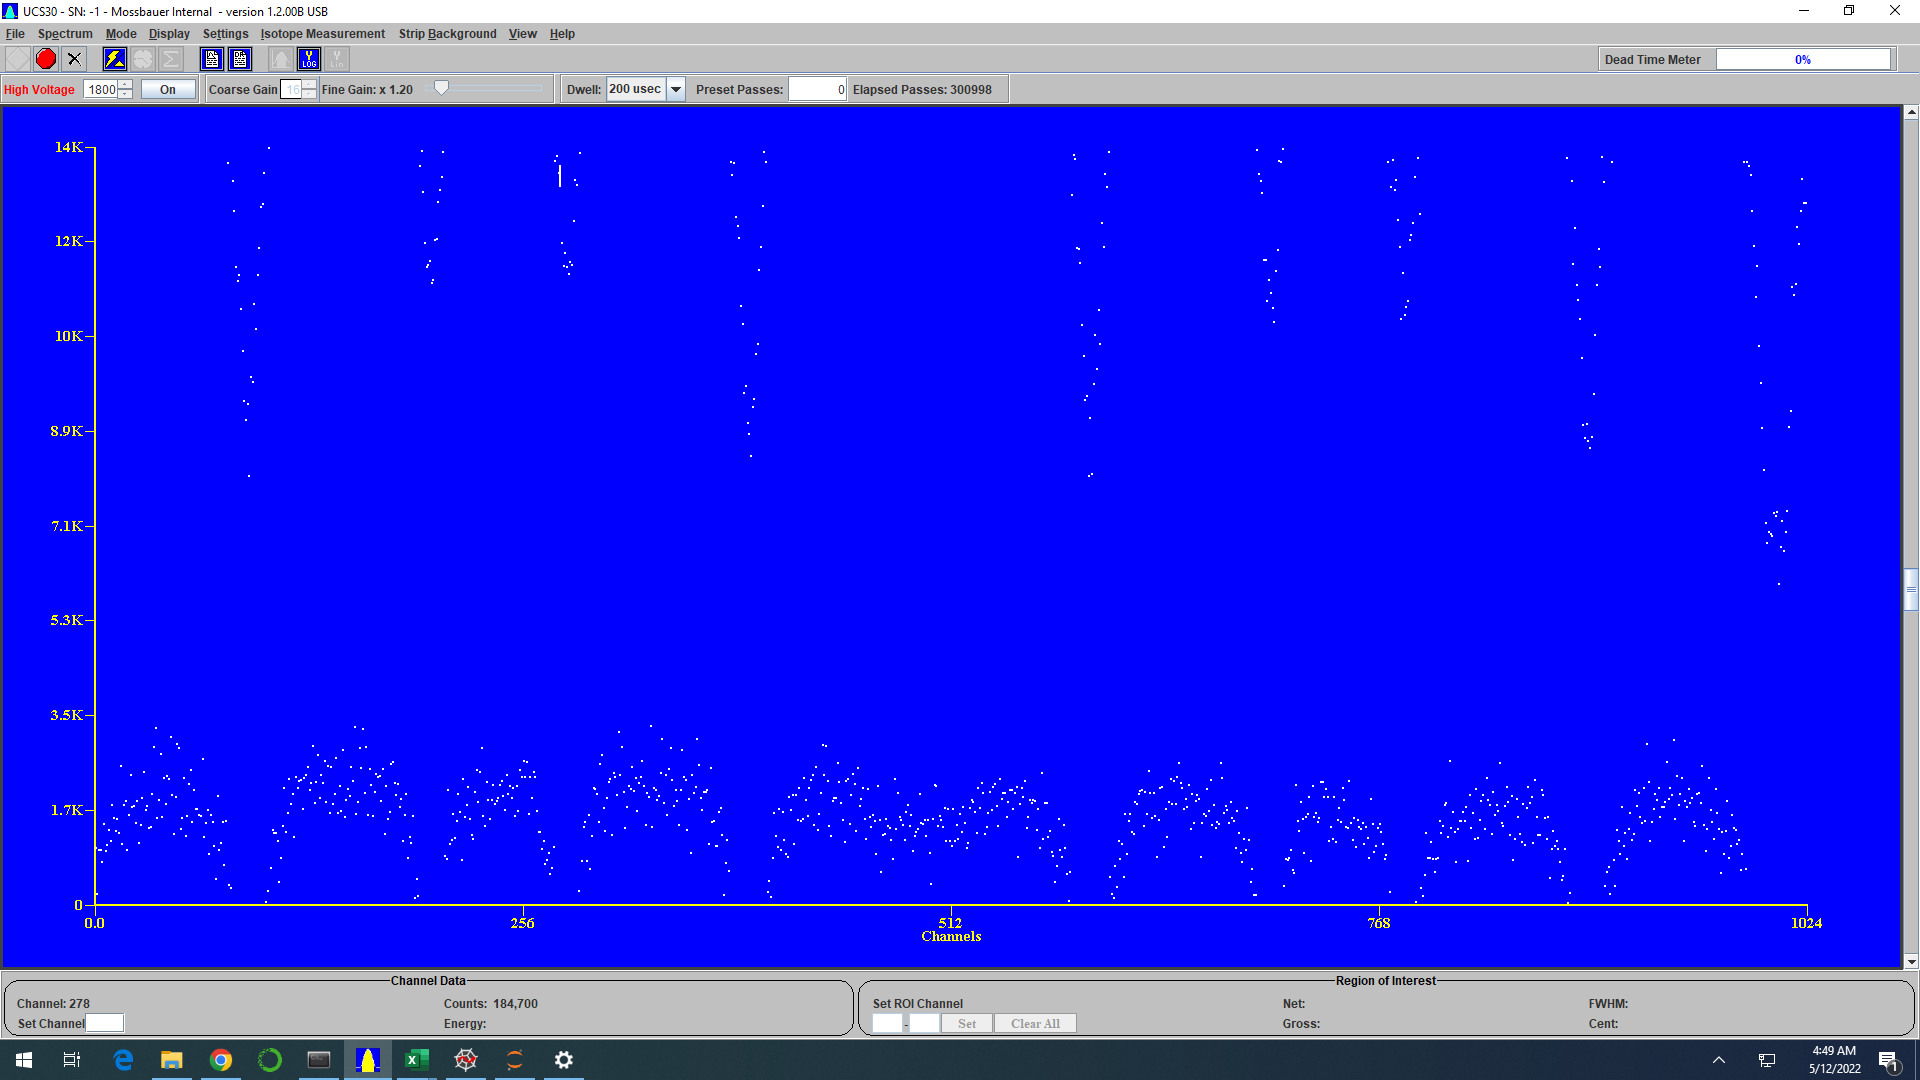 UCS30 - SN: -1 - Mossbauer Internal - version 1.2.00B USB
File Spectrum Mode Display Settings Isotope Measurement Strip Background View Help
Dead Time Meter 0%
High Voltage 1800 On Coarse Gain 16 Fine Gain: x 1.20 Dwell: 200 usec Preset Passes: 0 Elapsed Passes: 300998
14K
12K
10K
8.9K
7.1K
5.3K
3.5K
1.7K
0
0.0 256 512 768 1024
Channels
Channel Data
Channel: 278 Counts: 184,700
Set Channel Energy:
Region of Interest
Set ROI Channel Net: FWHM:
- Set Clear All Gross: Cent:
4:49 AM
5/12/2022
1